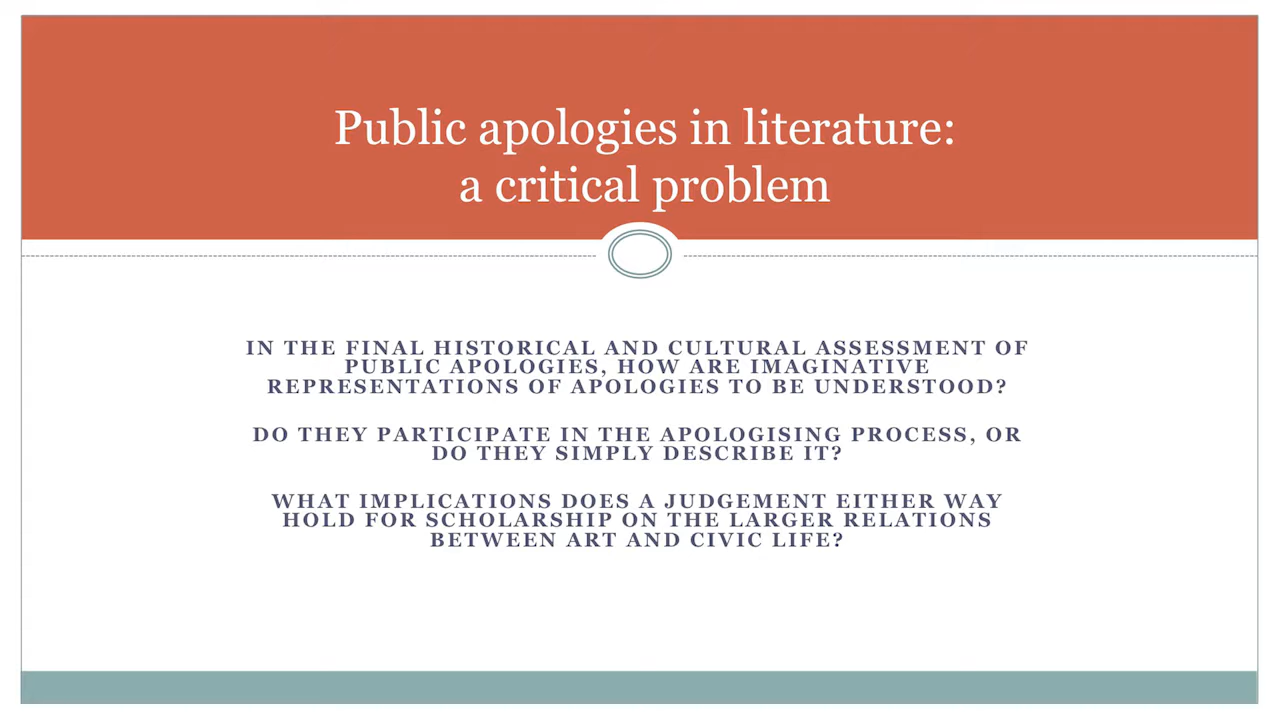 Public apologies in literature:
a critical problem
IN THE FINAL HISTORICAL AND CULTURAL ASSESSMENT OF
PUBLIC APOLOGIES, HOW ARE IMAGINATIVE
REPRESENTATIONS OF APOLOGIES TO BE UNDERSTOOD?
DO THEY PARTICIPATE IN THE APOLOGISING PROCESS, OR
DO THEY SIMPLY DESCRIBE IT?
WHAT IMPLICATIONS DOES A JUDGEMENT EITHER WAY
HOLD FOR SCHOLARSHIP ON THE LARGER RELATIONS
BETWEEN ART AND CIVIC LIFE?